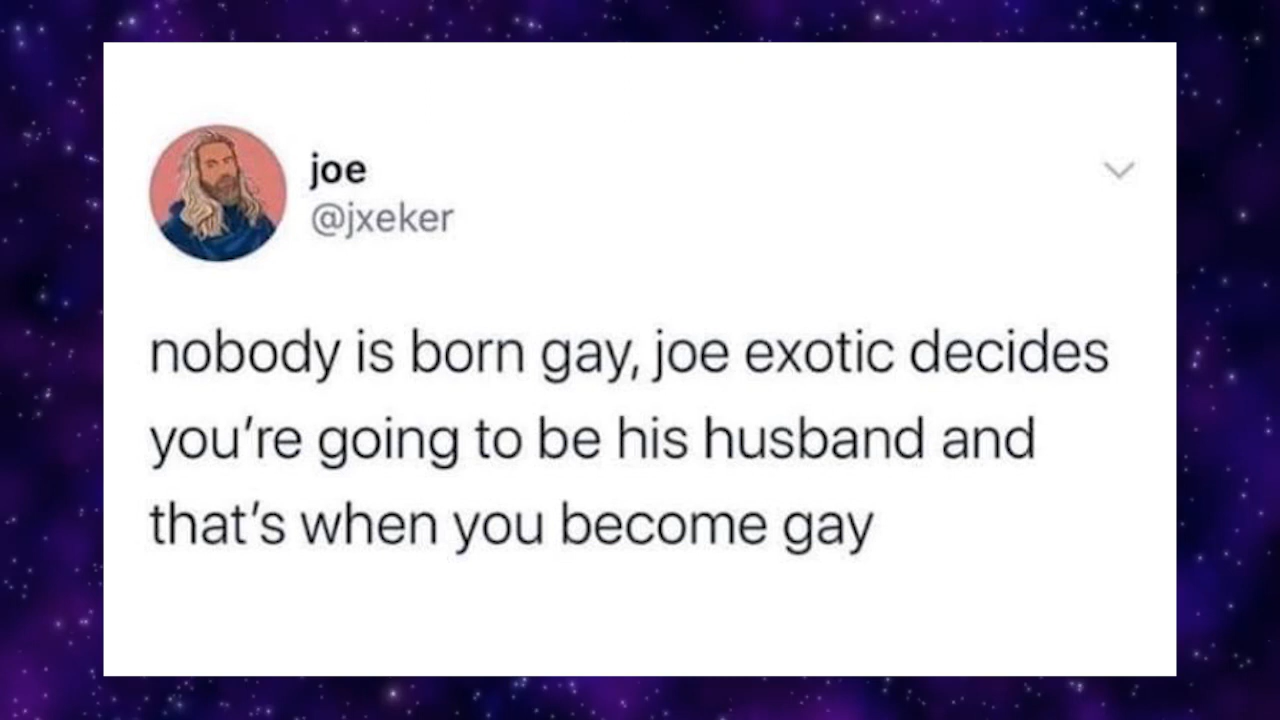 joe
@jxeker
nobody is born gay, joe exotic decides
you’re going to be his husband and
that’s when you become gay